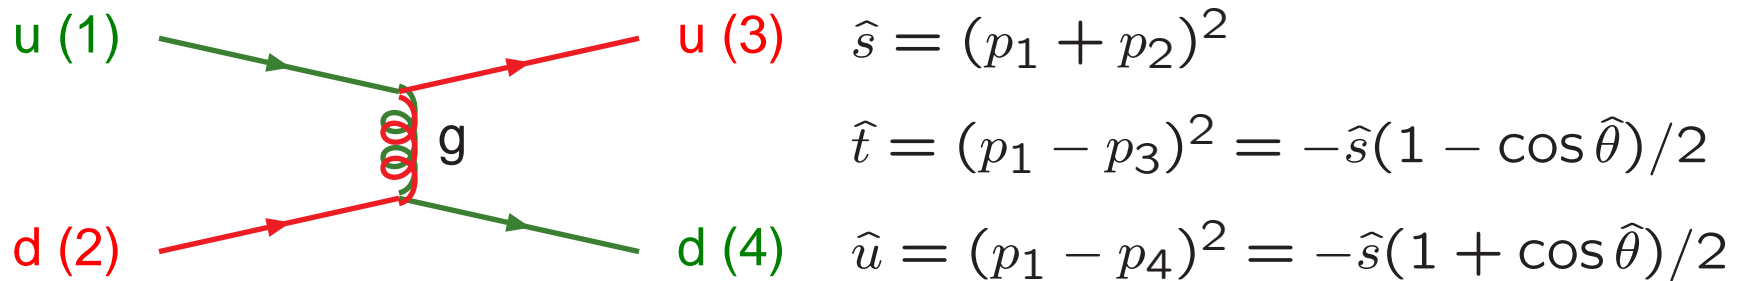 u (1) u (3) ŝ = (p₁ + p₂)²
g t̂ = (p₁ − p₃)² = −ŝ(1 − cos θ̂)/2
d (2) d (4) û = (p₁ − p₄)² = −ŝ(1 + cos θ̂)/2